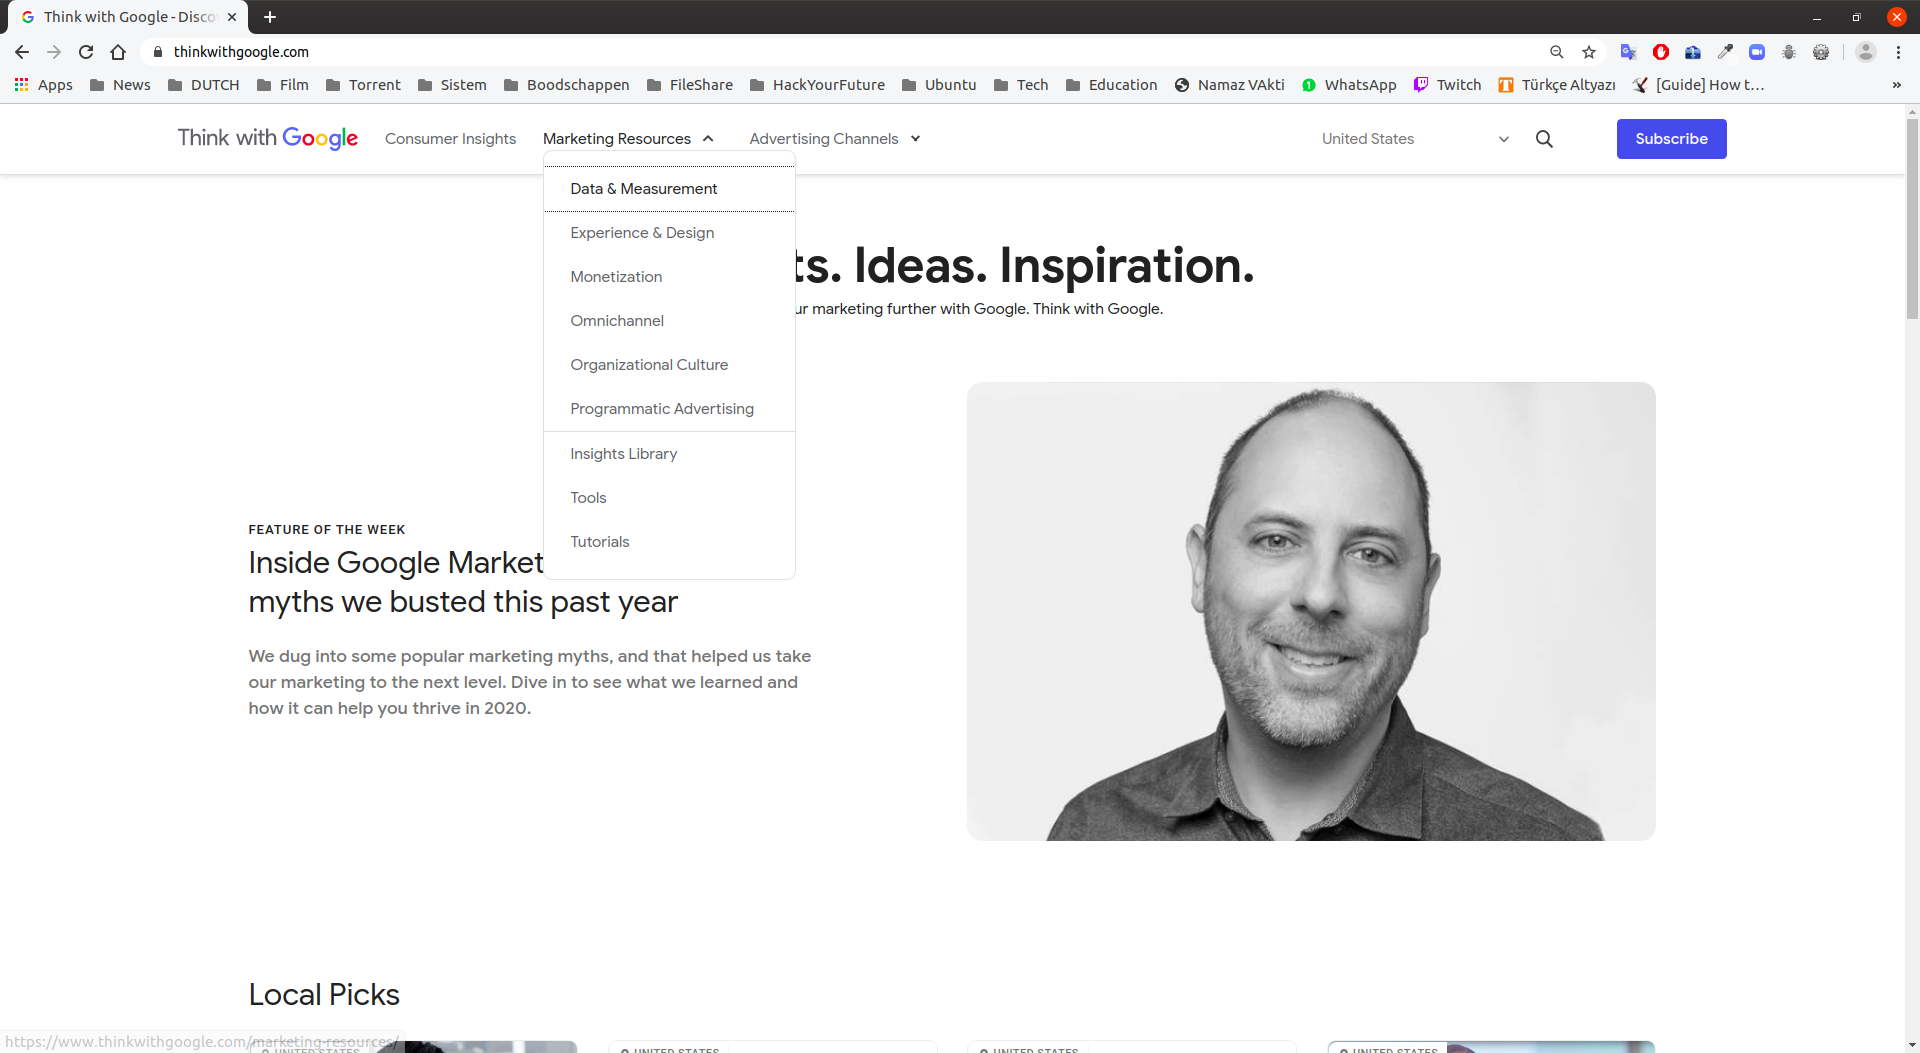 Think with Google - Disco
thinkwithgoogle.com
Apps News DUTCH Film Torrent Sistem Boodschappen FileShare HackYourFuture Ubuntu Tech Education Namaz VAkti WhatsApp Twitch Türkçe Altyazı [Guide] How t... »
Think with Google Consumer Insights Marketing Resources Advertising Channels United States Subscribe
Data & Measurement
Experience & Design
Monetization
Omnichannel
Organizational Culture
Programmatic Advertising
Insights Library
Tools
Tutorials
ts. Ideas. Inspiration.
ur marketing further with Google. Think with Google.
FEATURE OF THE WEEK
Inside Google Market
myths we busted this past year
We dug into some popular marketing myths, and that helped us take
our marketing to the next level. Dive in to see what we learned and
how it can help you thrive in 2020.
Local Picks
https://www.thinkwithgoogle.com/marketing-resources/
UNITED STATES UNITED STATES UNITED STATES UNITED STATES